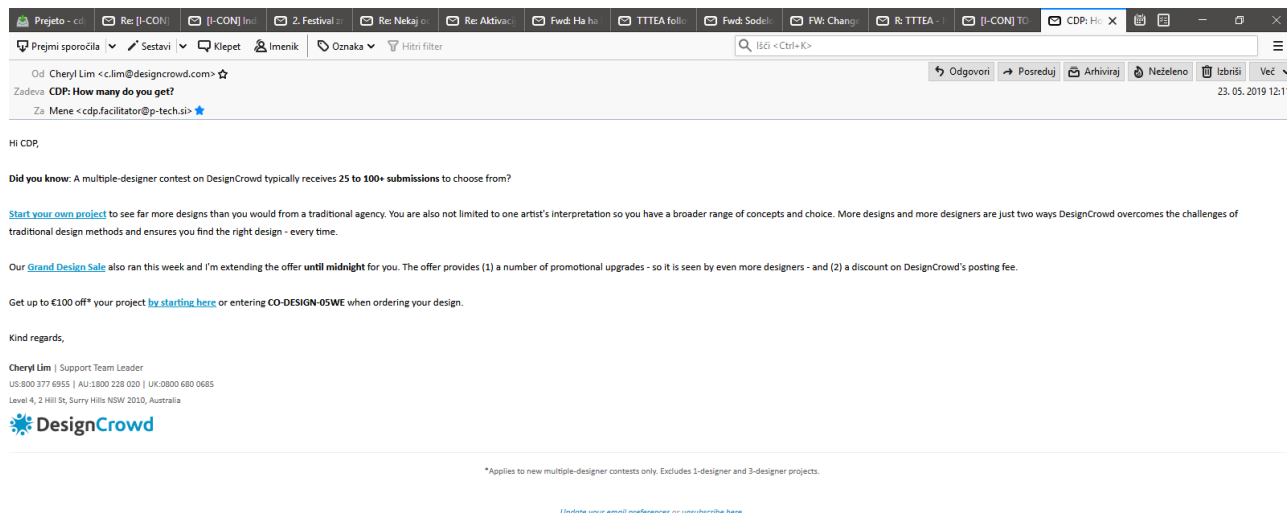 Prejeto - cd
Re: [I-CON]
[I-CON] Ind
2. Festival z
Re: Nekaj o
Re: Aktivaci
Fwd: Ha ha
TTTEA follo
Fwd: Sodelo
FW: Change
R: TTTEA -
[I-CON] TO
CDP: Ho
Prejmi sporočila
Sestavi
Klepet
Imenik
Oznaka
Hitri filter
Išči <Ctrl+K>
Od Cheryl Lim <c.lim@designcrowd.com>
Odgovori
Posreduj
Arhiviraj
Neželeno
Izbriši
Več
Zadeva CDP: How many do you get?
23. 05. 2019 12:11
Za Mene <cdp.facilitator@p-tech.si>
Hi CDP,
Did you know: A multiple-designer contest on DesignCrowd typically receives 25 to 100+ submissions to choose from?
Start your own project to see far more designs than you would from a traditional agency. You are also not limited to one artist's interpretation so you have a broader range of concepts and choice. More designs and more designers are just two ways DesignCrowd overcomes the challenges of
traditional design methods and ensures you find the right design - every time.
Our Grand Design Sale also ran this week and I'm extending the offer until midnight for you. The offer provides (1) a number of promotional upgrades - so it is seen by even more designers - and (2) a discount on DesignCrowd's posting fee.
Get up to €100 off* your project by starting here or entering CO-DESIGN-05WE when ordering your design.
Kind regards,
Cheryl Lim | Support Team Leader
US:800 377 6955 | AU:1800 228 020 | UK:0800 680 0685
Level 4, 2 Hill St, Surry Hills NSW 2010, Australia
DesignCrowd
*Applies to new multiple-designer contests only. Excludes 1-designer and 3-designer projects.
Update your email preferences or unsubscribe here